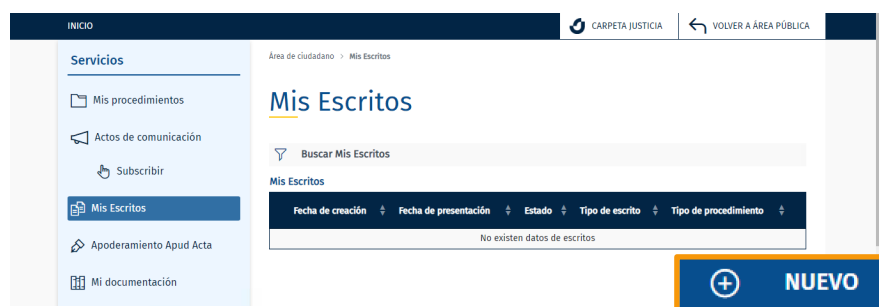 INICIO
CARPETA JUSTICIA
VOLVER A ÁREA PÚBLICA
Servicios
Mis procedimientos
Actos de comunicación
Subscribir
Mis Escritos
Apoderamiento Apud Acta
Mi documentación
Área de ciudadano > Mis Escritos
Mis Escritos
Buscar Mis Escritos
Mis Escritos
Fecha de creación Fecha de presentación Estado Tipo de escrito Tipo de procedimiento
No existen datos de escritos
NUEVO